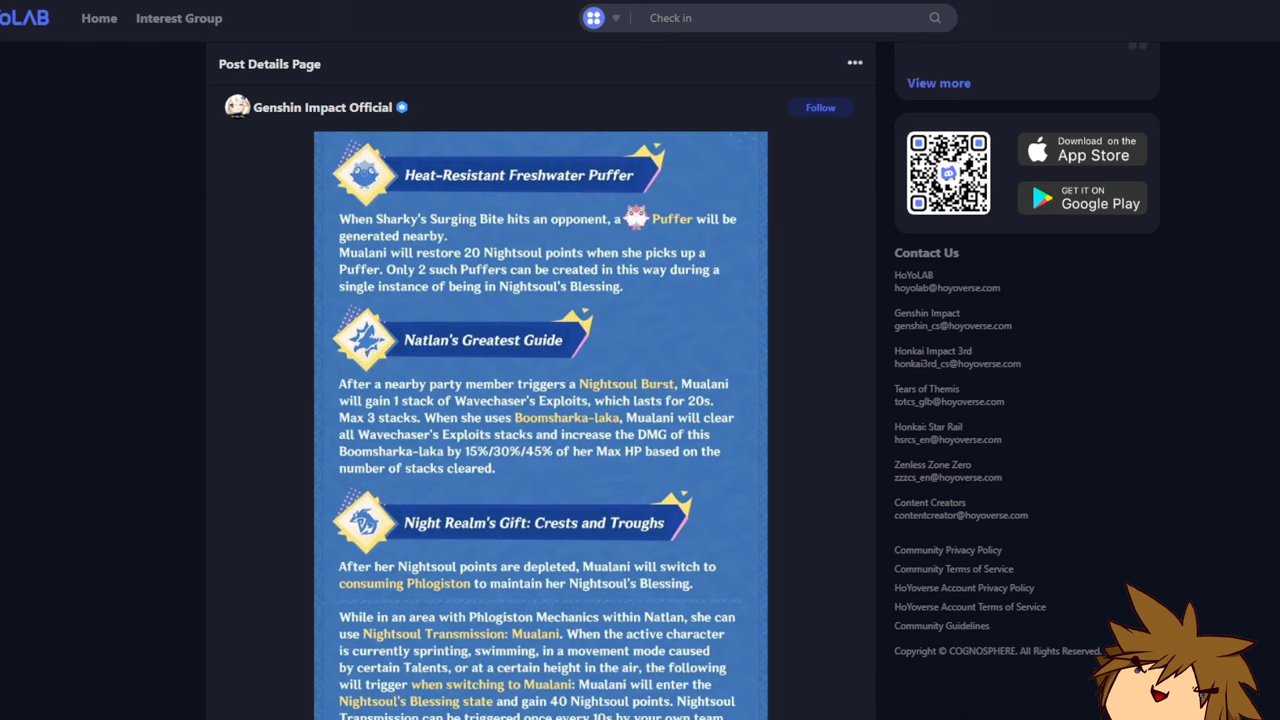 oLAB
Home
Interest Group
Check in
Post Details Page
Genshin Impact Official
Follow
Heat-Resistant Freshwater Puffer
When Sharky's Surging Bite hits an opponent, a Puffer will be
generated nearby.
Mualani will restore 20 Nightsoul points when she picks up a
Puffer. Only 2 such Puffers can be created in this way during a
single instance of being in Nightsoul's Blessing.
Natlan's Greatest Guide
After a nearby party member triggers a Nightsoul Burst, Mualani
will gain 1 stack of Wavechaser's Exploits, which lasts for 20s.
Max 3 stacks. When she uses Boomsharka-laka, Mualani will clear
all Wavechaser's Exploits stacks and increase the DMG of this
Boomsharka-laka by 15%/30%/45% of her Max HP based on the
number of stacks cleared.
Night Realm's Gift: Crests and Troughs
After her Nightsoul points are depleted, Mualani will switch to
consuming Phlogiston to maintain her Nightsoul's Blessing.
While in an area with Phlogiston Mechanics within Natlan, she can
use Nightsoul Transmission: Mualani. When the active character
is currently sprinting, swimming, in a movement mode caused
by certain Talents, or at a certain height in the air, the following
will trigger when switching to Mualani: Mualani will enter the
Nightsoul's Blessing state and gain 40 Nightsoul points. Nightsoul
Transmission can be triggered once every 10s by your own team
View more
Download on the
App Store
GET IT ON
Google Play
Contact Us
HoYoLAB
hoyolab@hoyoverse.com
Genshin Impact
genshin_cs@hoyoverse.com
Honkai Impact 3rd
honkai3rd_cs@hoyoverse.com
Tears of Themis
totcs_glb@hoyoverse.com
Honkai: Star Rail
hsrcs_en@hoyoverse.com
Zenless Zone Zero
zzzcs_en@hoyoverse.com
Content Creators
contentcreator@hoyoverse.com
Community Privacy Policy
Community Terms of Service
HoYoverse Account Privacy Policy
HoYoverse Account Terms of Service
Community Guidelines
Copyright © COGNOSPHERE. All Rights Reserved.